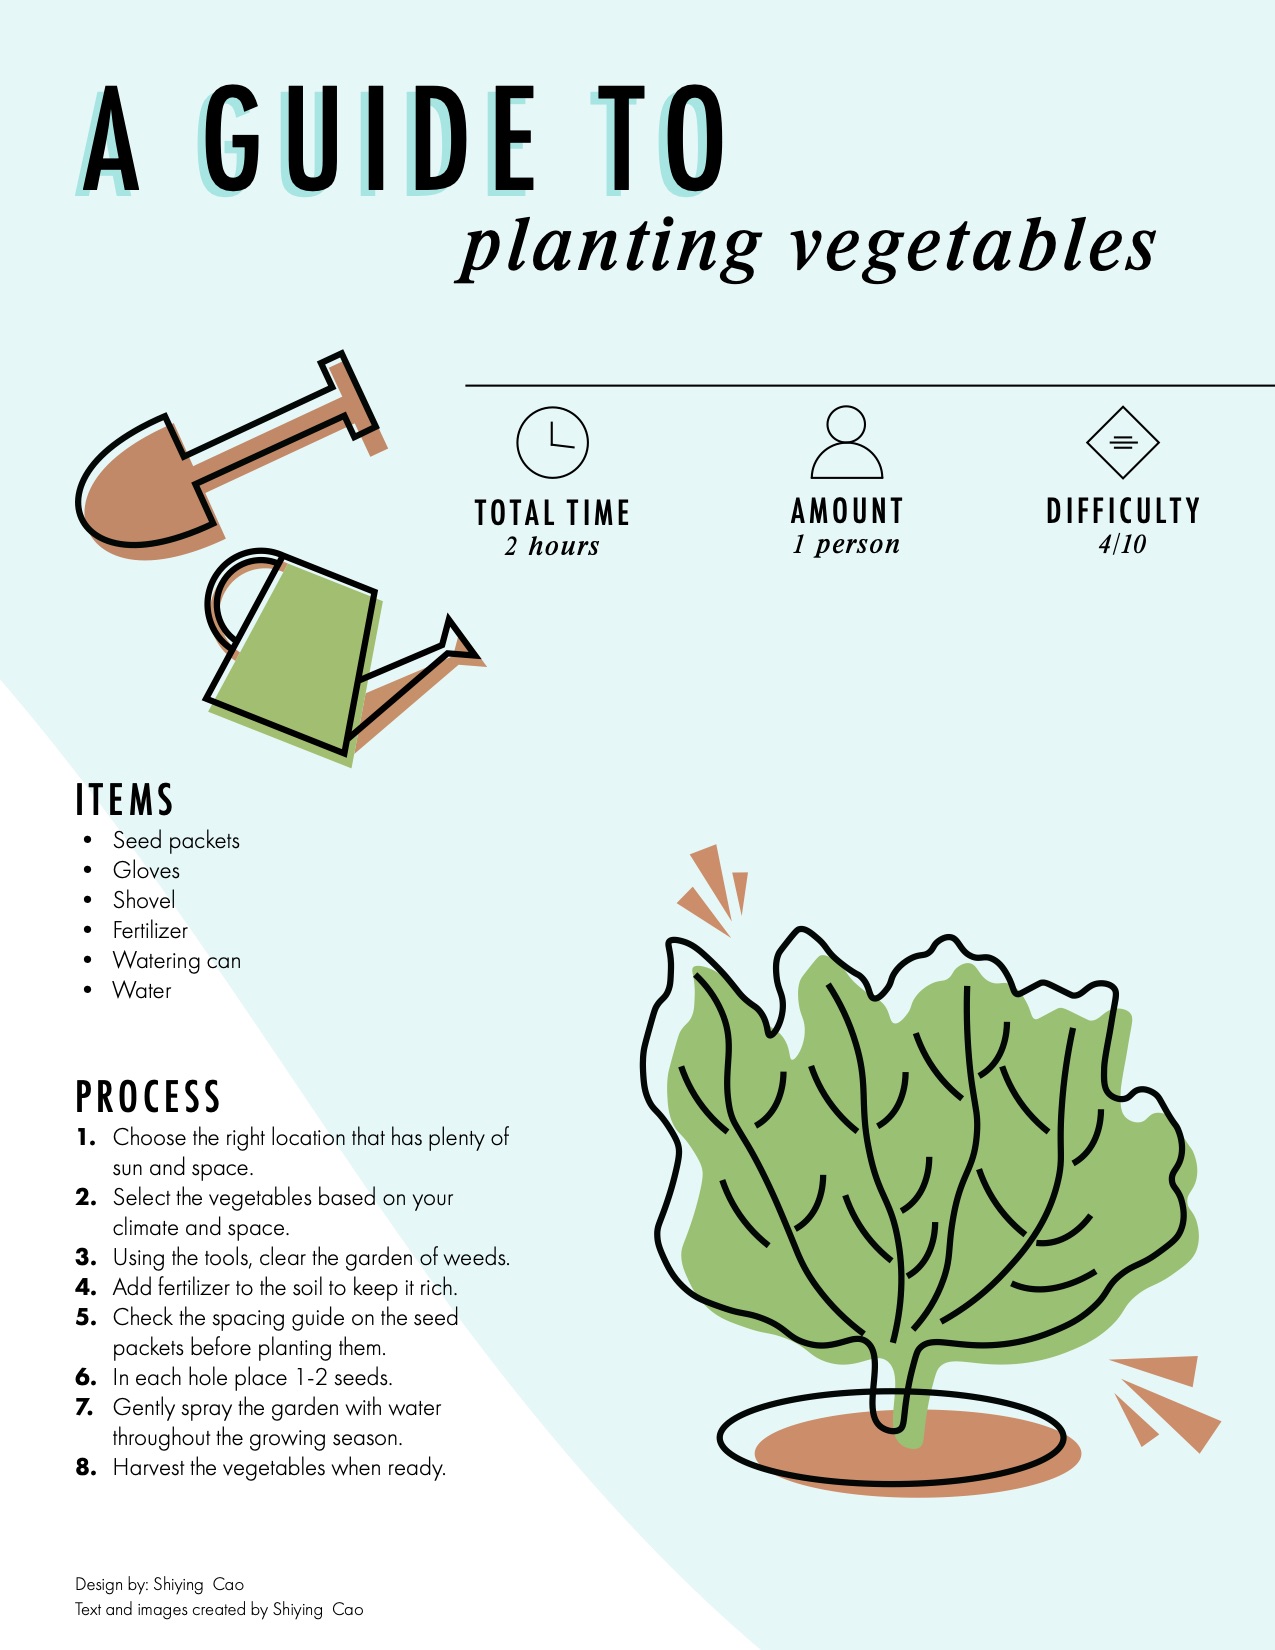 A GUIDE TO
planting vegetables
TOTAL TIME
2 hours
AMOUNT
1 person
DIFFICULTY
4/10
ITEMS
• Seed packets
• Gloves
• Shovel
• Fertilizer
• Watering can
• Water
PROCESS
1. Choose the right location that has plenty of
sun and space.
2. Select the vegetables based on your
climate and space.
3. Using the tools, clear the garden of weeds.
4. Add fertilizer to the soil to keep it rich.
5. Check the spacing guide on the seed
packets before planting them.
6. In each hole place 1-2 seeds.
7. Gently spray the garden with water
throughout the growing season.
8. Harvest the vegetables when ready.
Design by: Shiying Cao
Text and images created by Shiying Cao